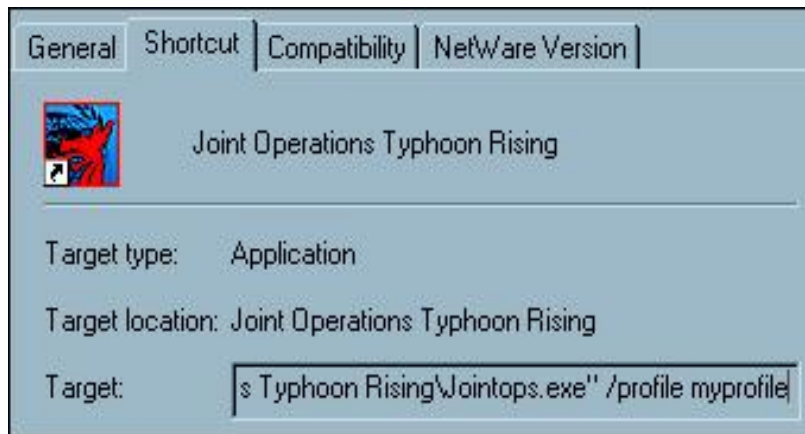 General Shortcut Compatibility NetWare Version
Joint Operations Typhoon Rising
Target type: Application
Target location: Joint Operations Typhoon Rising
Target: s Typhoon Rising\Jointops.exe" /profile myprofile